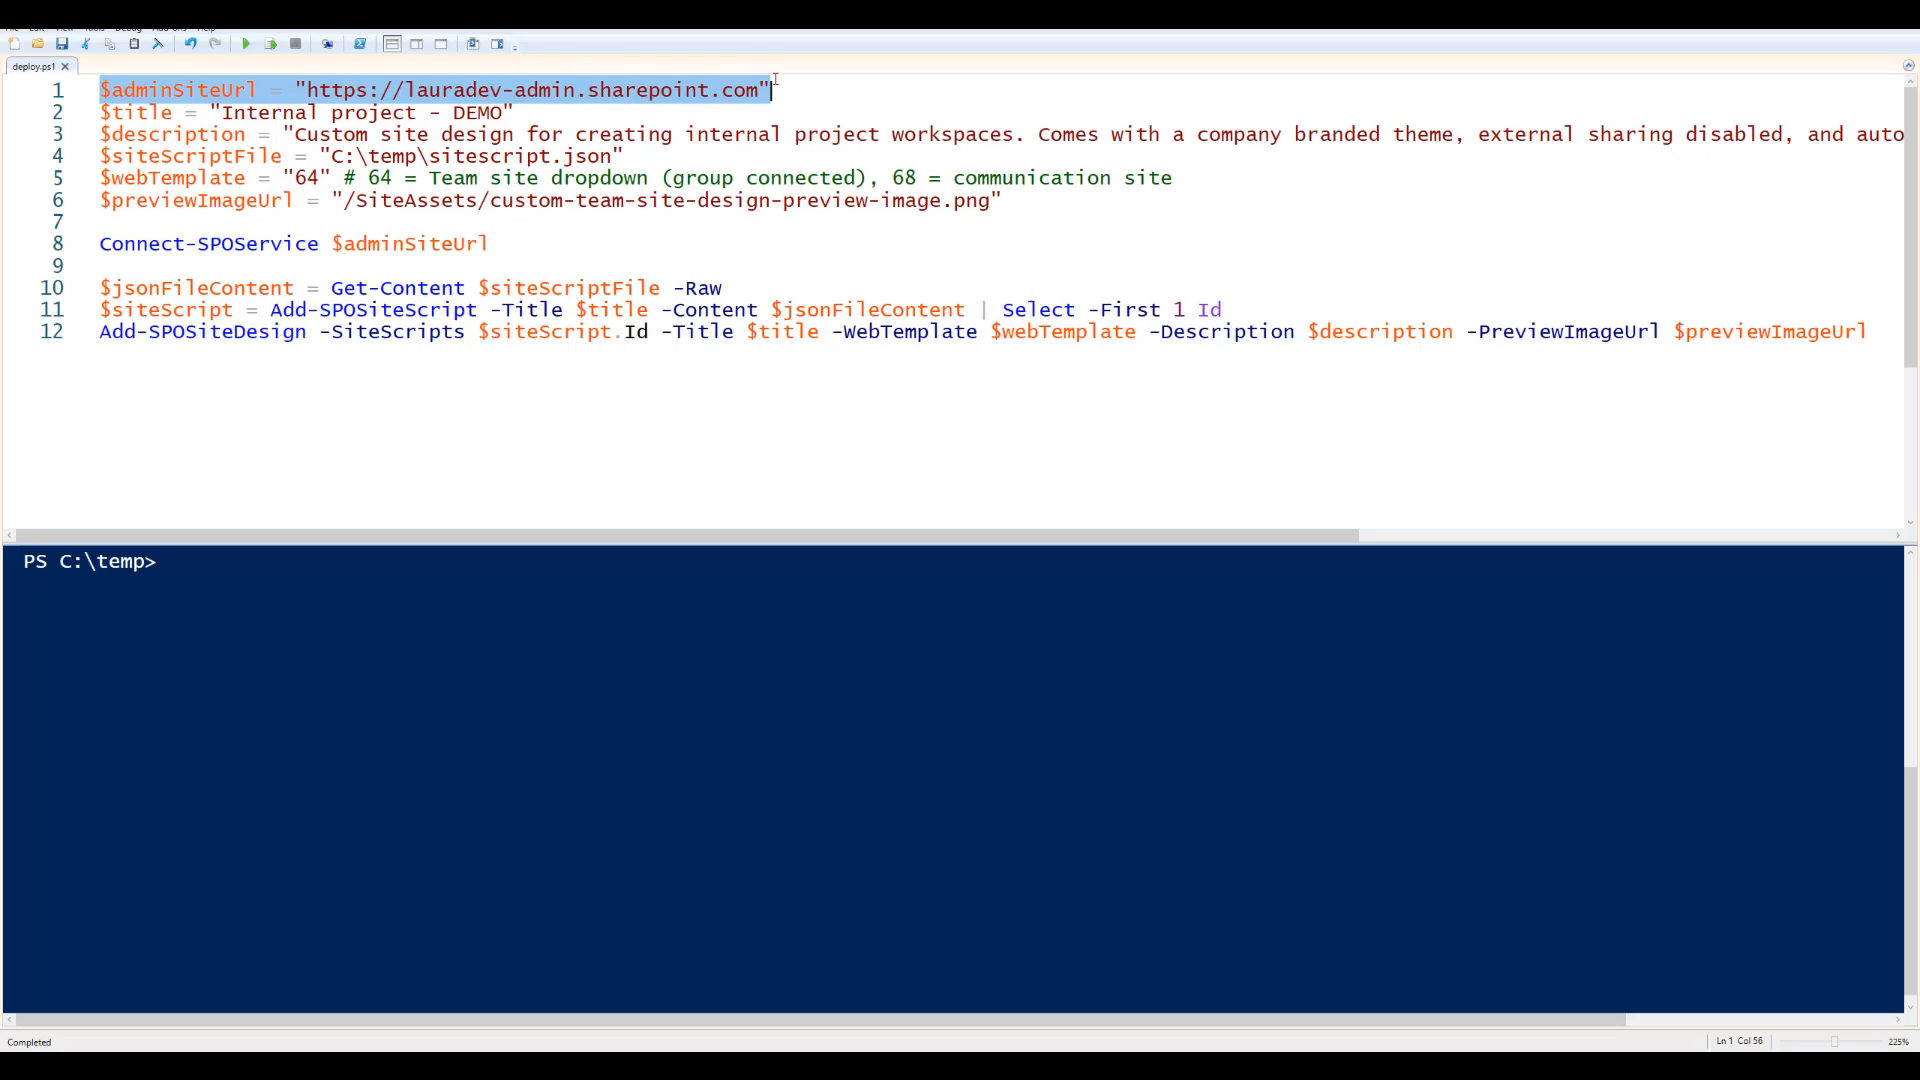 deploy.ps1
1 $adminSiteUrl = "https://lauradev-admin.sharepoint.com"
2 $title = "Internal project - DEMO"
3 $description = "Custom site design for creating internal project workspaces. Comes with a company branded theme, external sharing disabled, and auto
4 $siteScriptFile = "C:\temp\sitescript.json"
5 $webTemplate = "64" # 64 = Team site dropdown (group connected), 68 = communication site
6 $previewImageUrl = "/SiteAssets/custom-team-site-design-preview-image.png"
7
8 Connect-SPOService $adminSiteUrl
9
10 $jsonFileContent = Get-Content $siteScriptFile -Raw
11 $siteScript = Add-SPOSiteScript -Title $title -Content $jsonFileContent | Select -First 1 Id
12 Add-SPOSiteDesign -SiteScripts $siteScript.Id -Title $title -WebTemplate $webTemplate -Description $description -PreviewImageUrl $previewImageUrl
PS C:\temp>
Completed Ln 1 Col 56 225%